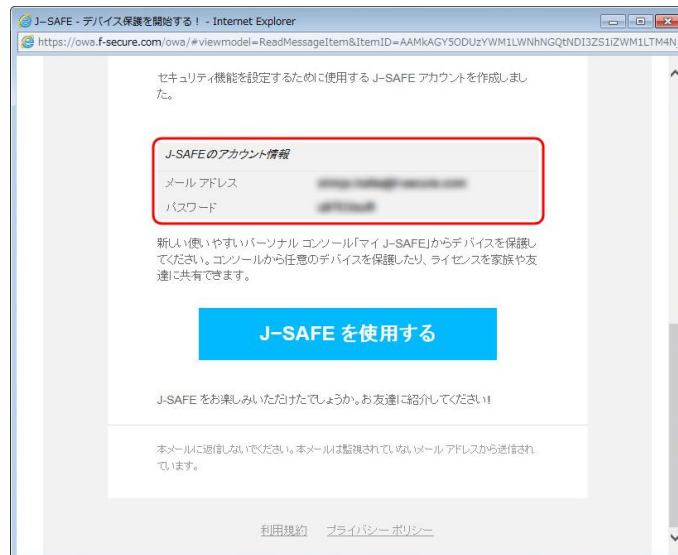 J-SAFE - デバイス保護を開始する！ - Internet Explorer
https://owa.f-secure.com/owa/#viewmodel=ReadMessageItem&ItemID=AAMkAGY5ODUzYWM1LWNhNGQtNDI3ZS1iZWM1LTM4N
セキュリティ機能を設定するために使用する J-SAFE アカウントを作成しまし
た。
J-SAFEのアカウント情報
メール アドレス
パスワード
新しい使いやすいパーソナル コンソール「マイ J-SAFE」からデバイスを保護し
てください。コンソールから任意のデバイスを保護したり、ライセンスを家族や友
達に共有できます。
J-SAFE を使用する
J-SAFE をお楽しみいただけたでしょうか。お友達に紹介してください!
本メールに返信しないでください。本メールは監視されていないメール アドレスから送信され
ています。
利用規約 プライバシー ポリシー